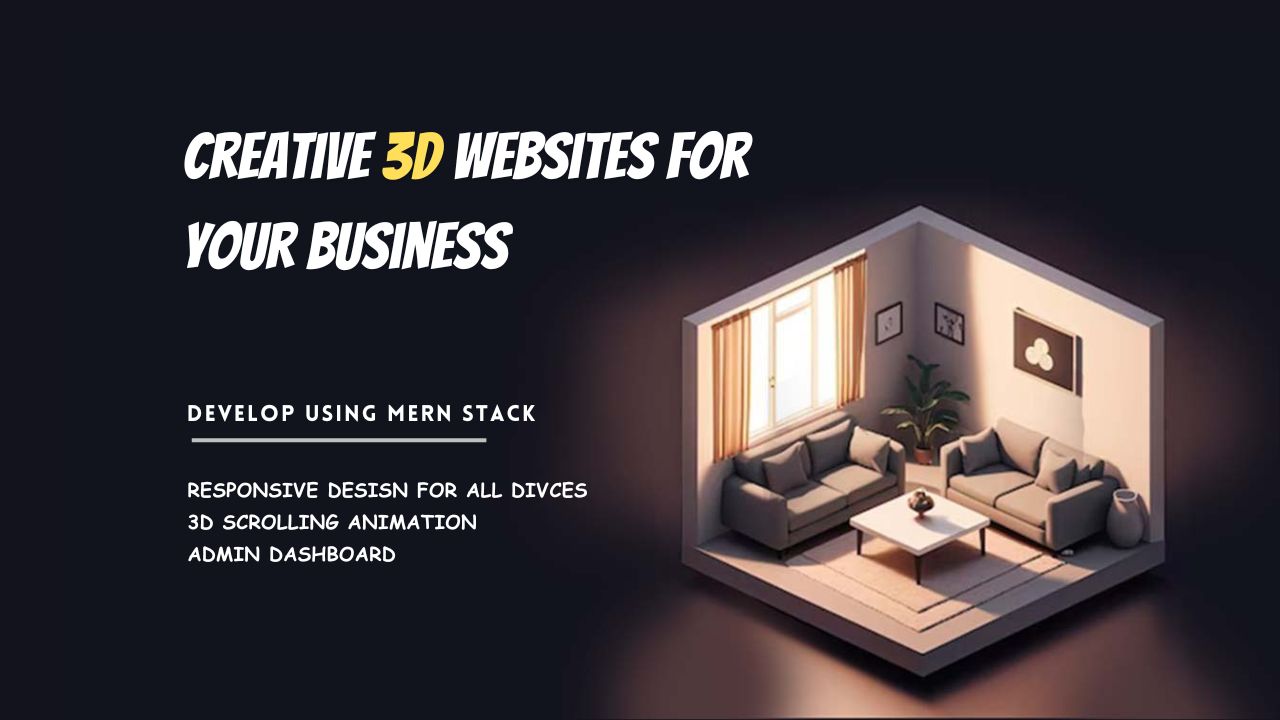 CREATIVE 3D WEBSITES FOR
YOUR BUSINESS
DEVELOP USING MERN STACK
RESPONSIVE DESISN FOR ALL DIVCES
3D SCROLLING ANIMATION
ADMIN DASHBOARD